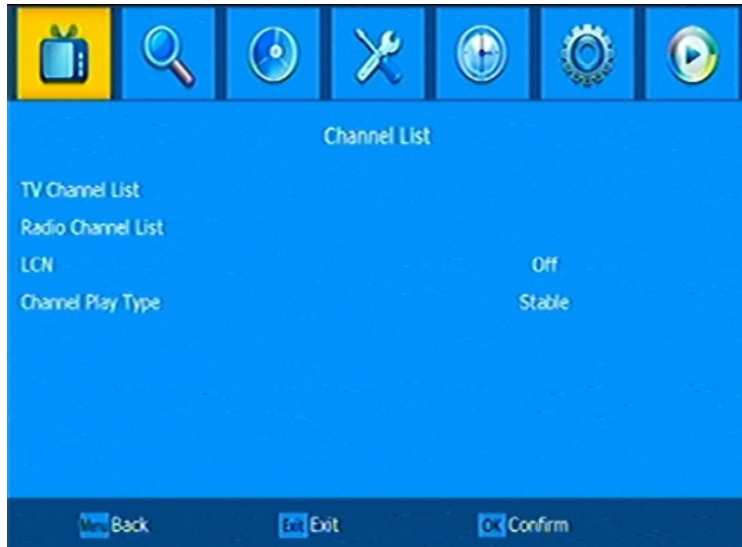 Channel List
TV Channel List
Radio Channel List
LCN Off
Channel Play Type Stable
Menu Back Exit Exit OK Confirm